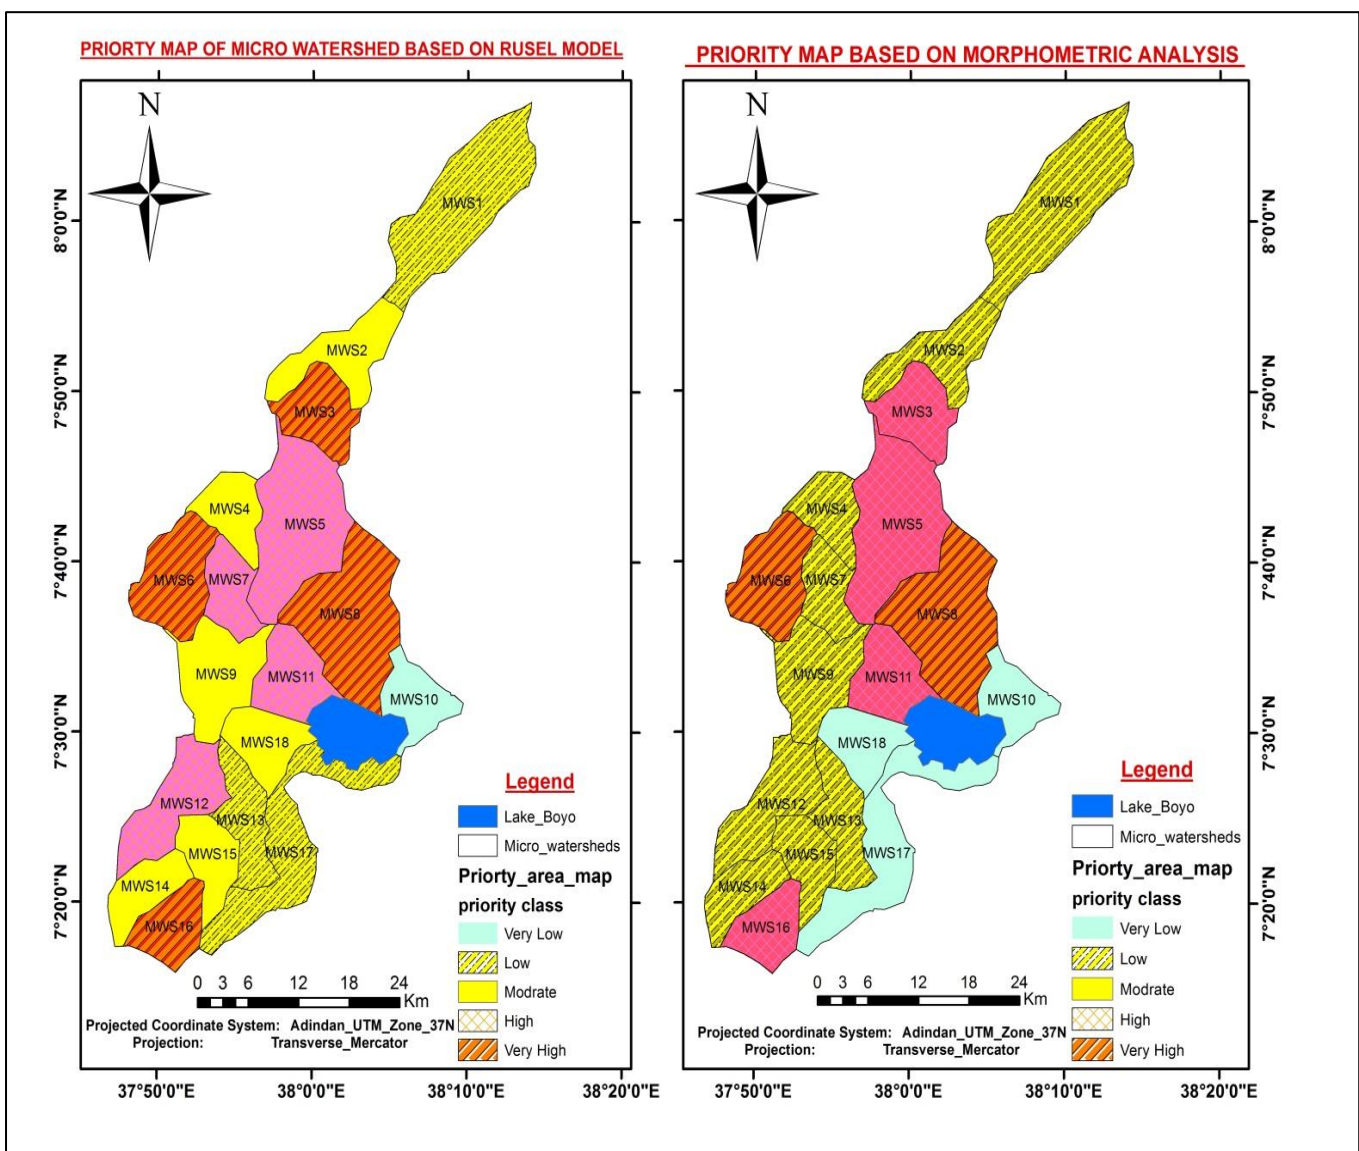 PRIORTY MAP OF MICRO WATERSHED BASED ON RUSEL MODEL
N
MWS1
MWS2
MWS3
MWS4
MWS5
MWS6
MWS7
MWS8
MWS9
MWS11
MWS10
MWS18
MWS12
MWS13
MWS15
MWS17
MWS14
MWS16
8°0'0"N
7°50'0"N
7°40'0"N
7°30'0"N
7°20'0"N
Legend
Lake_Boyo
Micro_watersheds
Priorty_area_map
priority class
Very Low
Low
Modrate
High
Very High
0 3 6 12 18 24
Km
Projected Coordinate System: Adindan_UTM_Zone_37N
Projection: Transverse_Mercator
37°50'0"E 38°0'0"E 38°10'0"E 38°20'0"E
PRIORITY MAP BASED ON MORPHOMETRIC ANALYSIS
N
MWS1
MWS2
MWS3
MWS4
MWS5
MWS6
MWS7
MWS8
MWS9
MWS11
MWS10
MWS18
MWS12
MWS13
MWS15
MWS17
MWS14
MWS16
8°0'0"N
7°50'0"N
7°40'0"N
7°30'0"N
7°20'0"N
Legend
Lake_Boyo
Micro_watersheds
Priorty_area_map
priority class
Very Low
Low
Modrate
High
Very High
0 3 6 12 18 24
Km
Projected Coordinate System: Adindan_UTM_Zone_37N
Projection: Transverse_Mercator
37°50'0"E 38°0'0"E 38°10'0"E 38°20'0"E